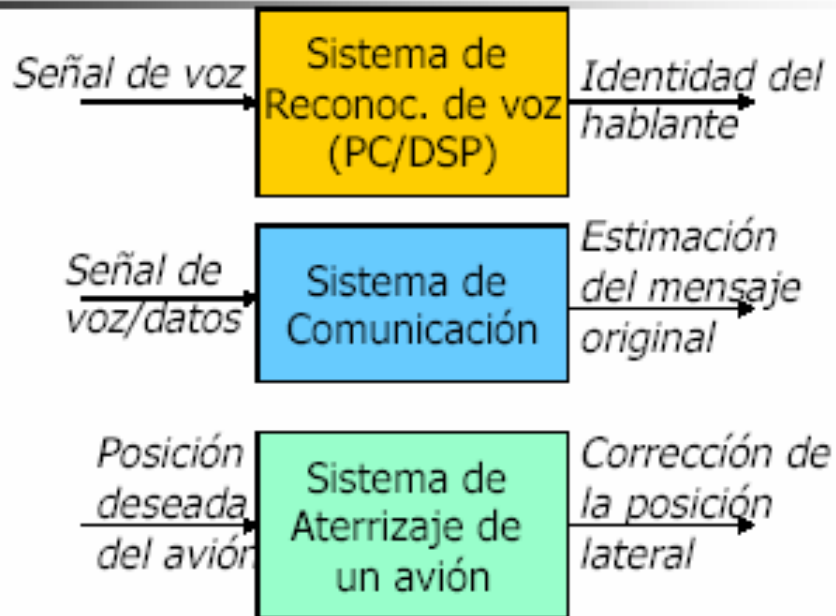 Señal de voz
Sistema de
Reconoc. de voz
(PC/DSP)
Identidad del
hablante
Señal de
voz/datos
Sistema de
Comunicación
Estimación
del mensaje
original
Posición
deseada
del avión
Sistema de
Aterrizaje de
un avión
Corrección de
la posición
lateral